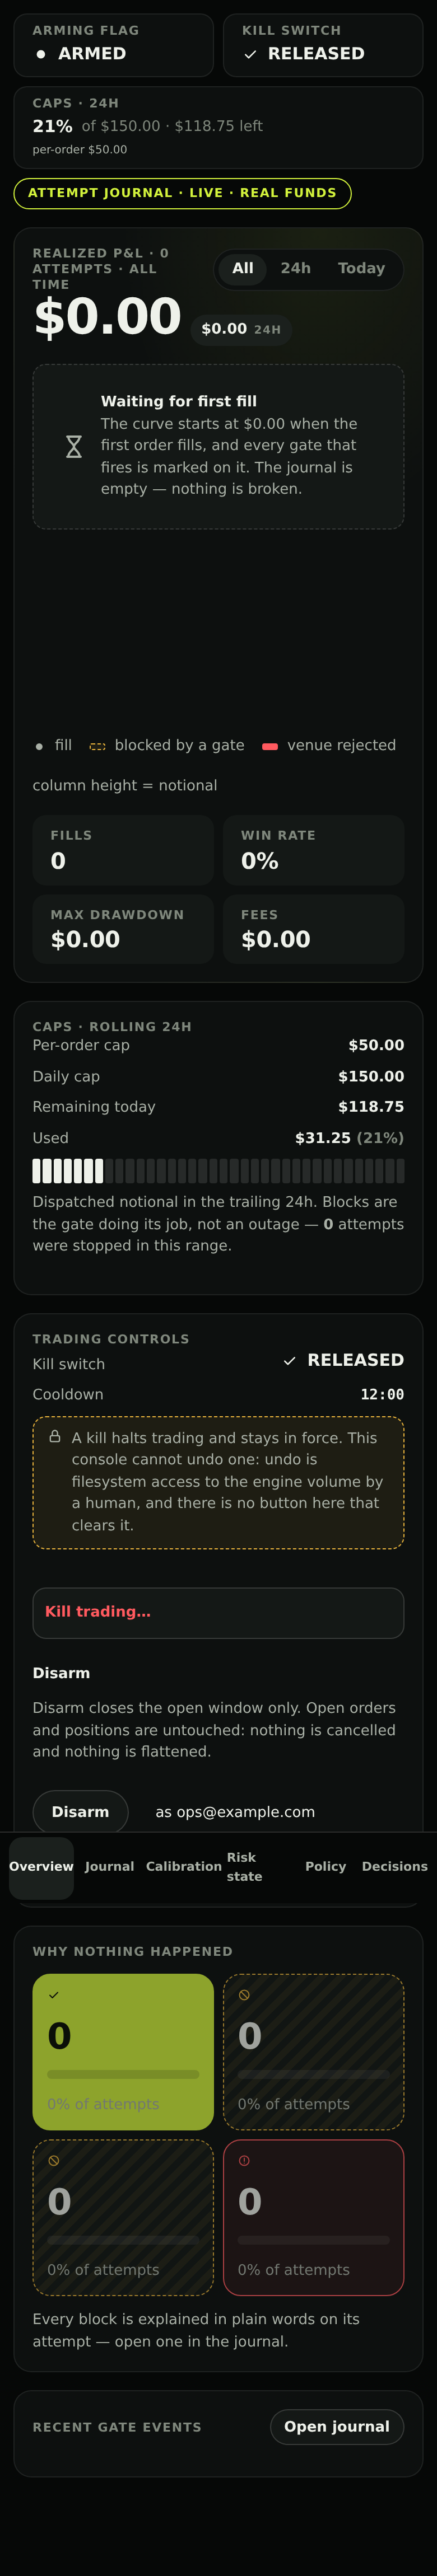 ARMING FLAG
ARMED
KILL SWITCH
RELEASED
CAPS · 24H
21% of $150.00 · $118.75 left
per-order $50.00
ATTEMPT JOURNAL · LIVE · REAL FUNDS
REALIZED P&L · 0
ATTEMPTS · ALL
TIME
All 24h Today
$0.00
$0.00 24H
Waiting for first fill
The curve starts at $0.00 when the
first order fills, and every gate that
fires is marked on it. The journal is
empty — nothing is broken.
fill blocked by a gate venue rejected
column height = notional
FILLS
0
WIN RATE
0%
MAX DRAWDOWN
$0.00
FEES
$0.00
CAPS · ROLLING 24H
Per-order cap $50.00
Daily cap $150.00
Remaining today $118.75
Used $31.25 (21%)
Dispatched notional in the trailing 24h. Blocks are
the gate doing its job, not an outage — 0 attempts
were stopped in this range.
TRADING CONTROLS
Kill switch RELEASED
Cooldown 12:00
A kill halts trading and stays in force. This
console cannot undo one: undo is
filesystem access to the engine volume by
a human, and there is no button here that
clears it.
Kill trading…
Disarm
Disarm closes the open window only. Open orders
and positions are untouched: nothing is cancelled
and nothing is flattened.
Disarm as ops@example.com
Overview Journal Calibration Risk state Policy Decisions
WHY NOTHING HAPPENED
0
0% of attempts
0
0% of attempts
0
0% of attempts
0
0% of attempts
Every block is explained in plain words on its
attempt — open one in the journal.
RECENT GATE EVENTS Open journal